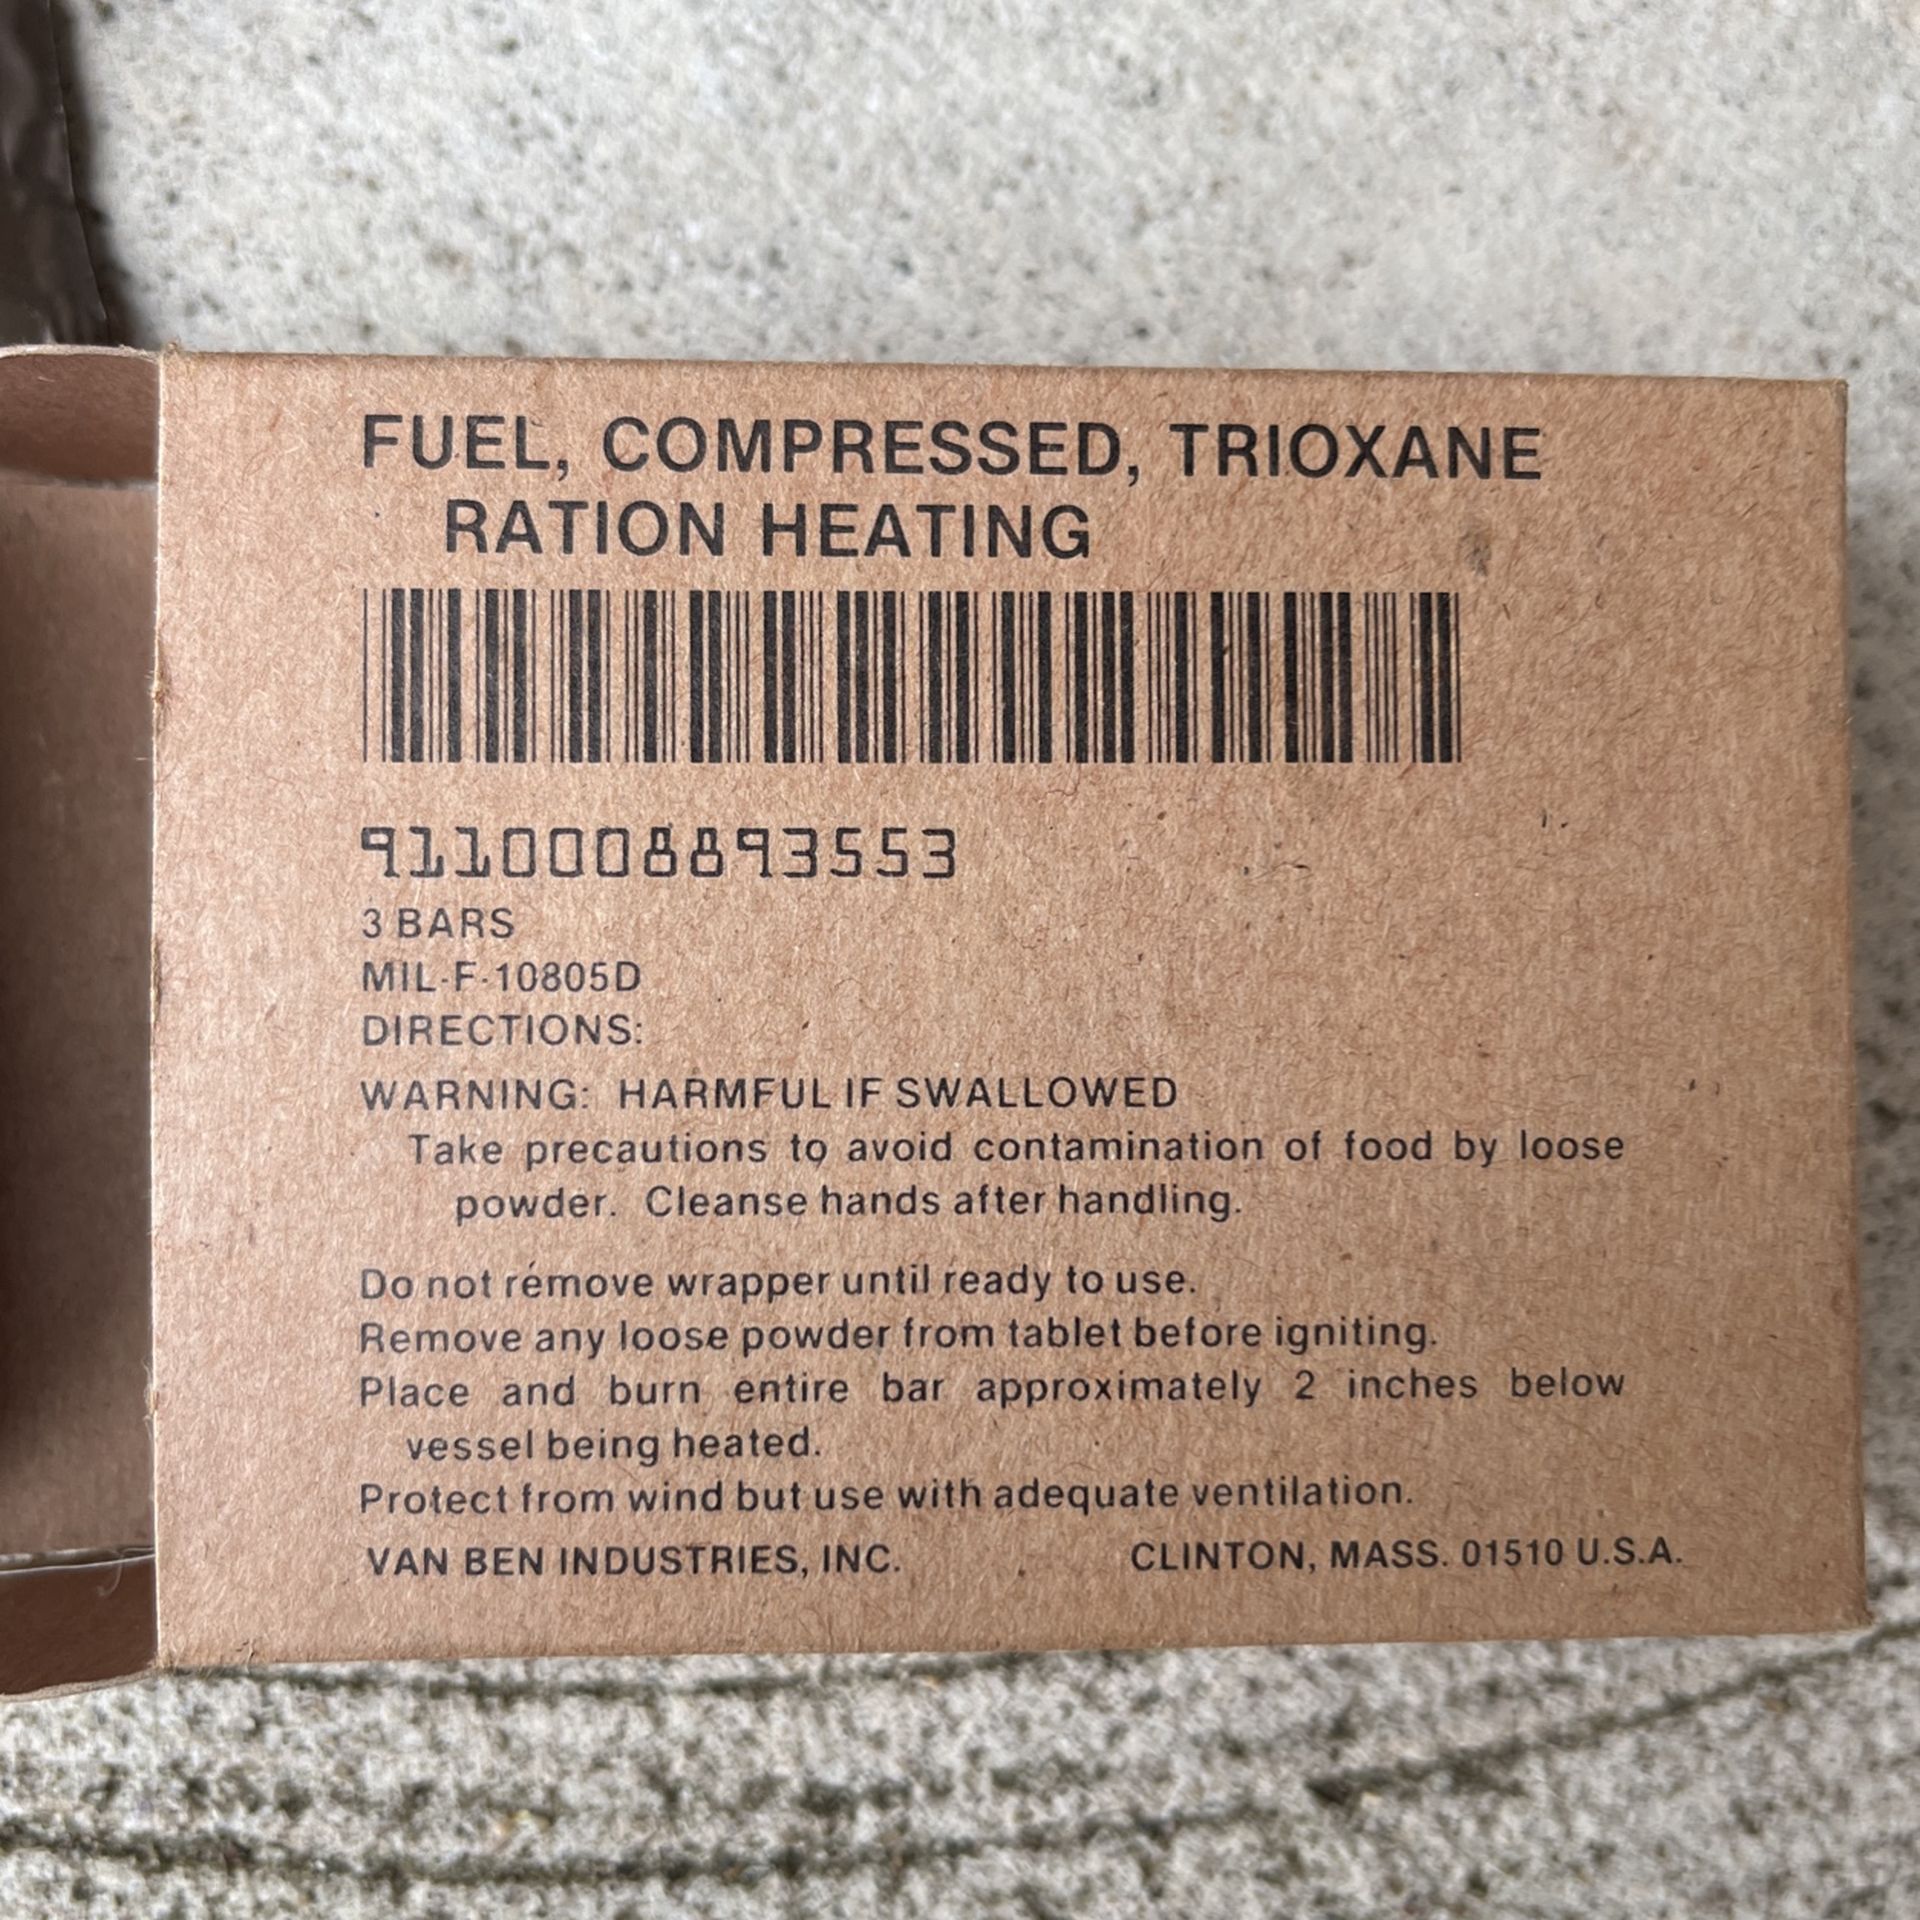 FUEL, COMPRESSED, TRIOXANE
RATION HEATING
9110008893553
3 BARS
MIL-F-10805D
DIRECTIONS:
WARNING: HARMFUL IF SWALLOWED
Take precautions to avoid contamination of food by loose
powder. Cleanse hands after handling.
Do not remove wrapper until ready to use.
Remove any loose powder from tablet before igniting.
Place and burn entire bar approximately 2 inches below
vessel being heated.
Protect from wind but use with adequate ventilation.
VAN BEN INDUSTRIES, INC. CLINTON, MASS. 01510 U.S.A.